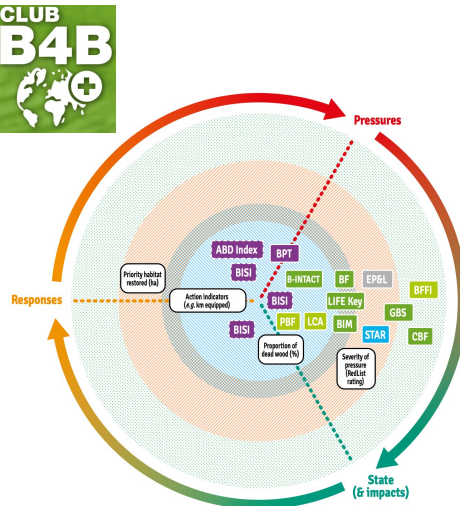 CLUB
B4B
Pressures
ABD Index
BPT
BISI
Priority habitat
restored (ha)
B-INTACT
BF
EP&L
BFFI
Responses
Action indicators
(e.g. km equipped)
BISI
LIFE Key
GBS
BISI
PBF
LCA
BIM
STAR
CBF
Proportion of
dead wood (%)
Severity of
pressure
(RedList
rating)
State
(& impacts)